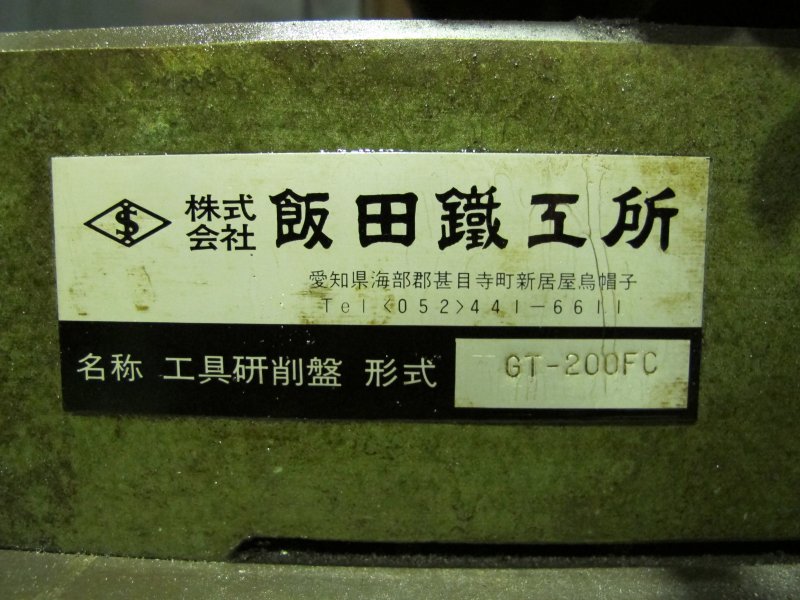 株式会社 飯田鐵工所
愛知県海部郡甚目寺町新居屋烏帽子
Tel<052>441-6611
名称 工具研削盤 形式 GT-200FC